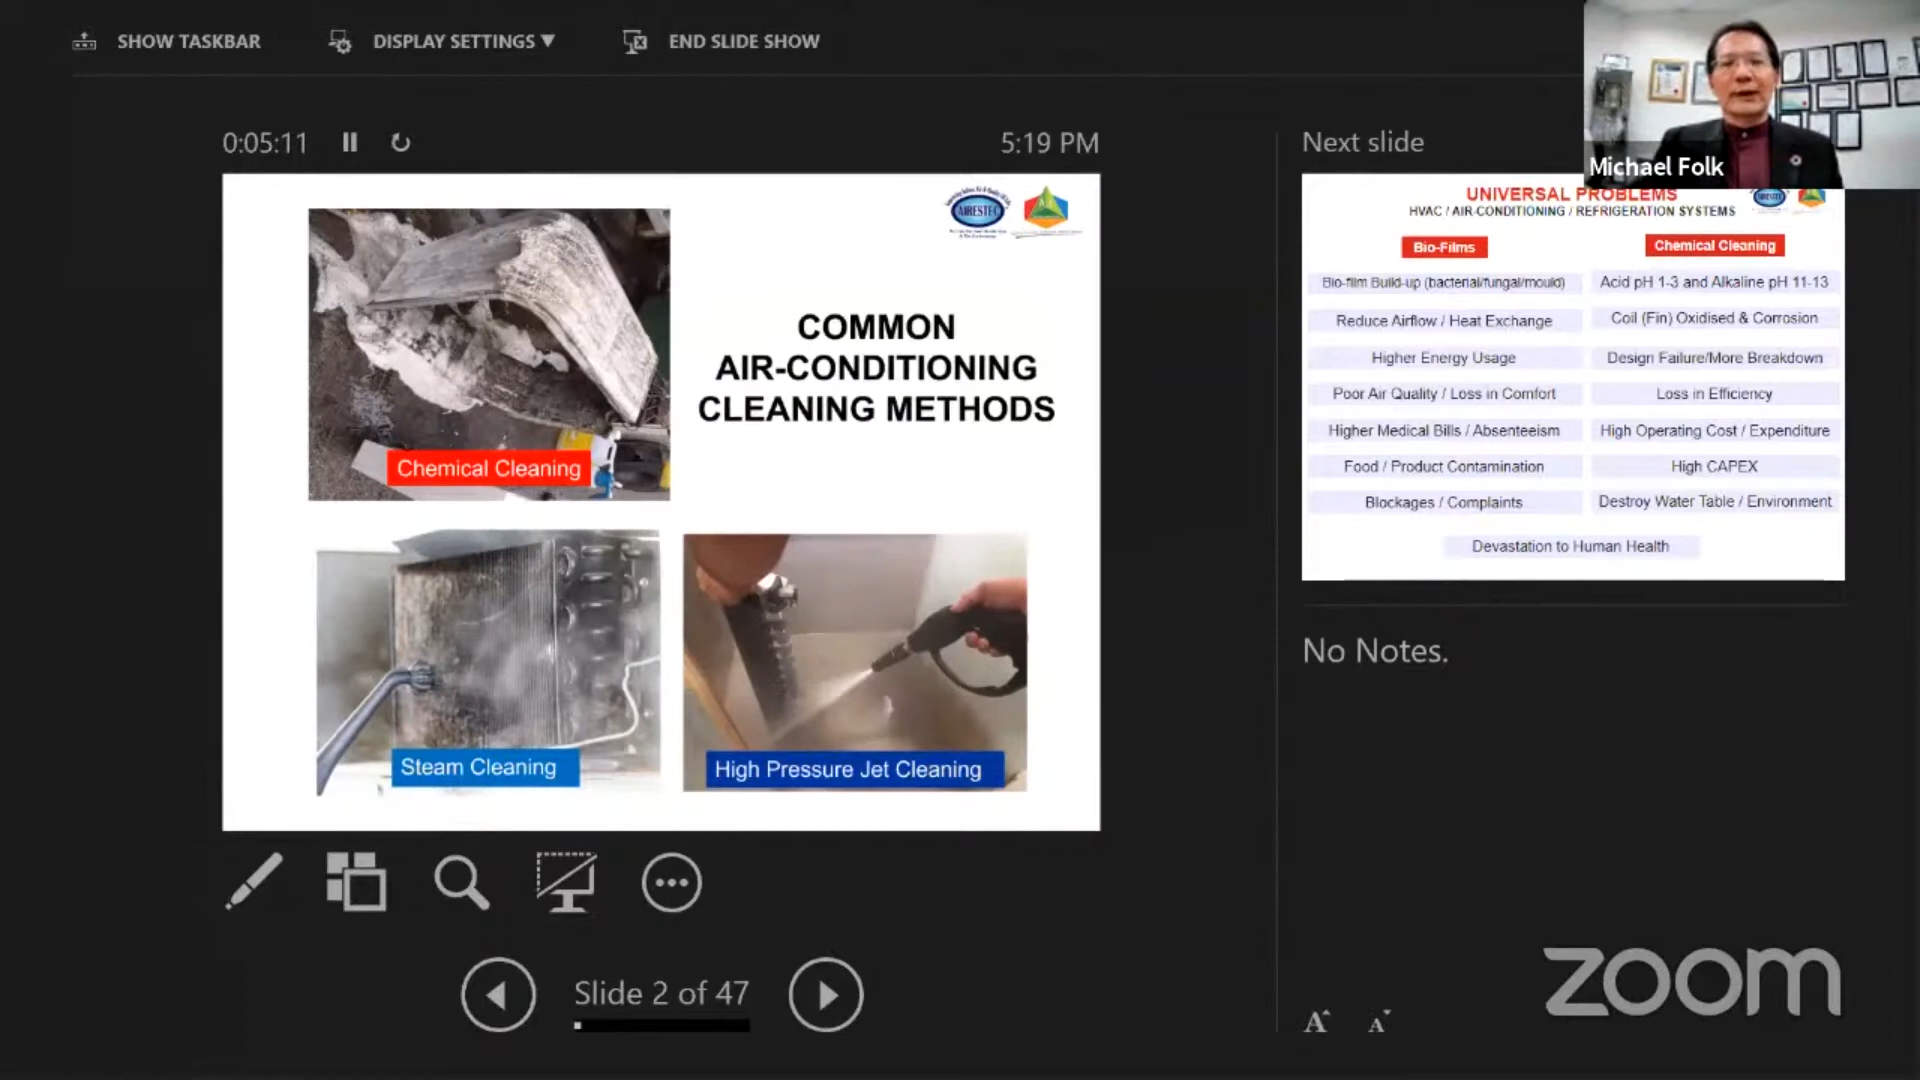 SHOW TASKBAR
DISPLAY SETTINGS ▼
END SLIDE SHOW
0:05:11
5:19 PM
AIRESTEC
COMMON
AIR-CONDITIONING
CLEANING METHODS
Chemical Cleaning
Steam Cleaning
High Pressure Jet Cleaning
Slide 2 of 47
Next slide
Michael Folk
UNIVERSAL PROBLEMS
HVAC / AIR-CONDITIONING / REFRIGERATION SYSTEMS
Bio-Films
Chemical Cleaning
Bio-film Build-up (bacterial/fungal/mould)
Acid pH 1-3 and Alkaline pH 11-13
Reduce Airflow / Heat Exchange
Coil (Fin) Oxidised & Corrosion
Higher Energy Usage
Design Failure/More Breakdown
Poor Air Quality / Loss in Comfort
Loss in Efficiency
Higher Medical Bills / Absenteeism
High Operating Cost / Expenditure
Food / Product Contamination
High CAPEX
Blockages / Complaints
Destroy Water Table / Environment
Devastation to Human Health
No Notes.
A A
zoom